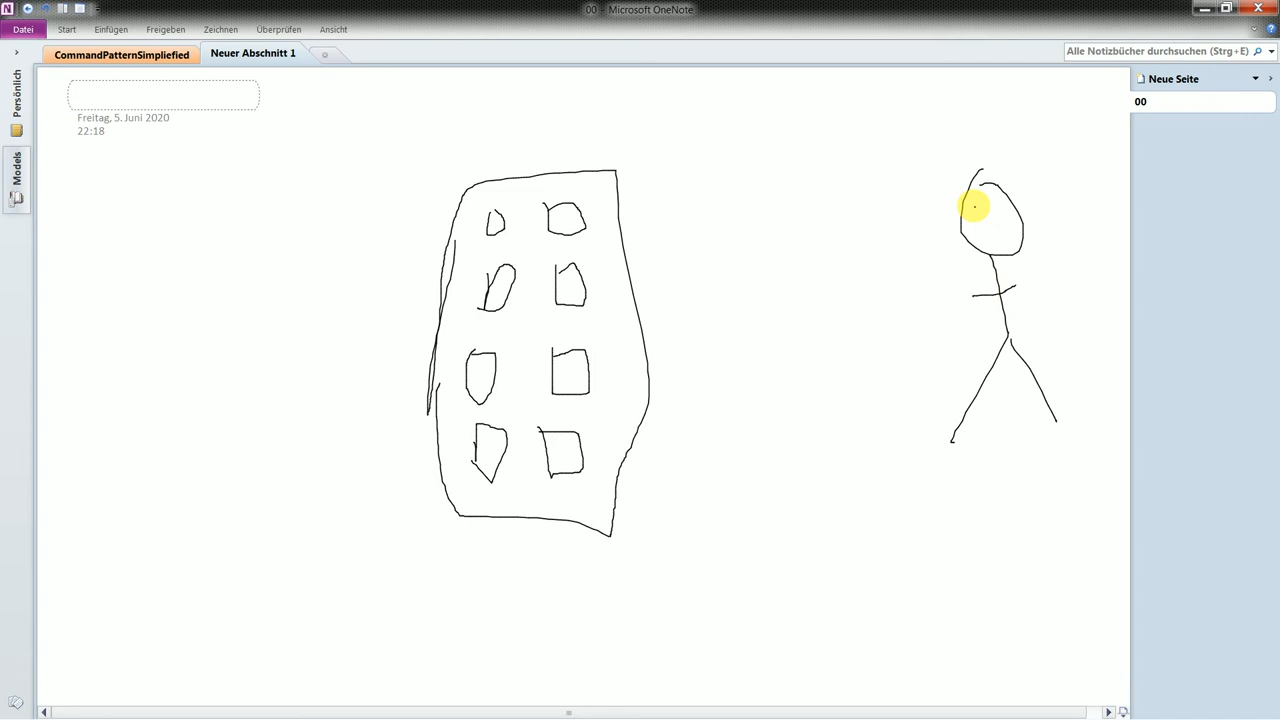 00 - Microsoft OneNote
Datei Start Einfügen Freigeben Zeichnen Überprüfen Ansicht
CommandPatternSimpliefied Neuer Abschnitt 1
Alle Notizbücher durchsuchen (Strg+E)
Persönlich
Models
Neue Seite
00
Freitag, 5. Juni 2020
22:18